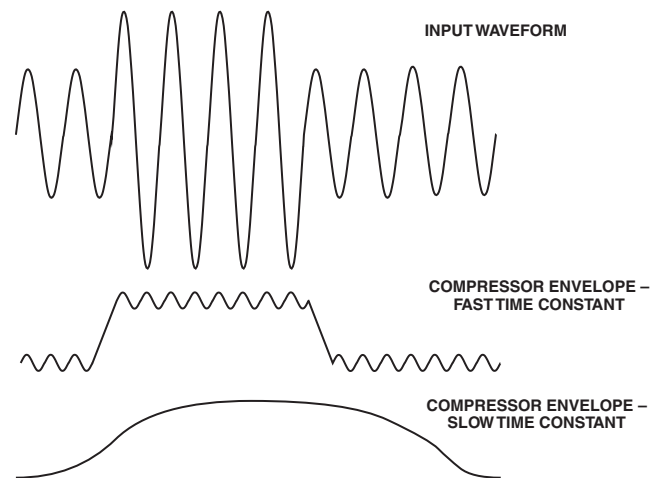 INPUT WAVEFORM
COMPRESSOR ENVELOPE –
FAST TIME CONSTANT
COMPRESSOR ENVELOPE –
SLOW TIME CONSTANT